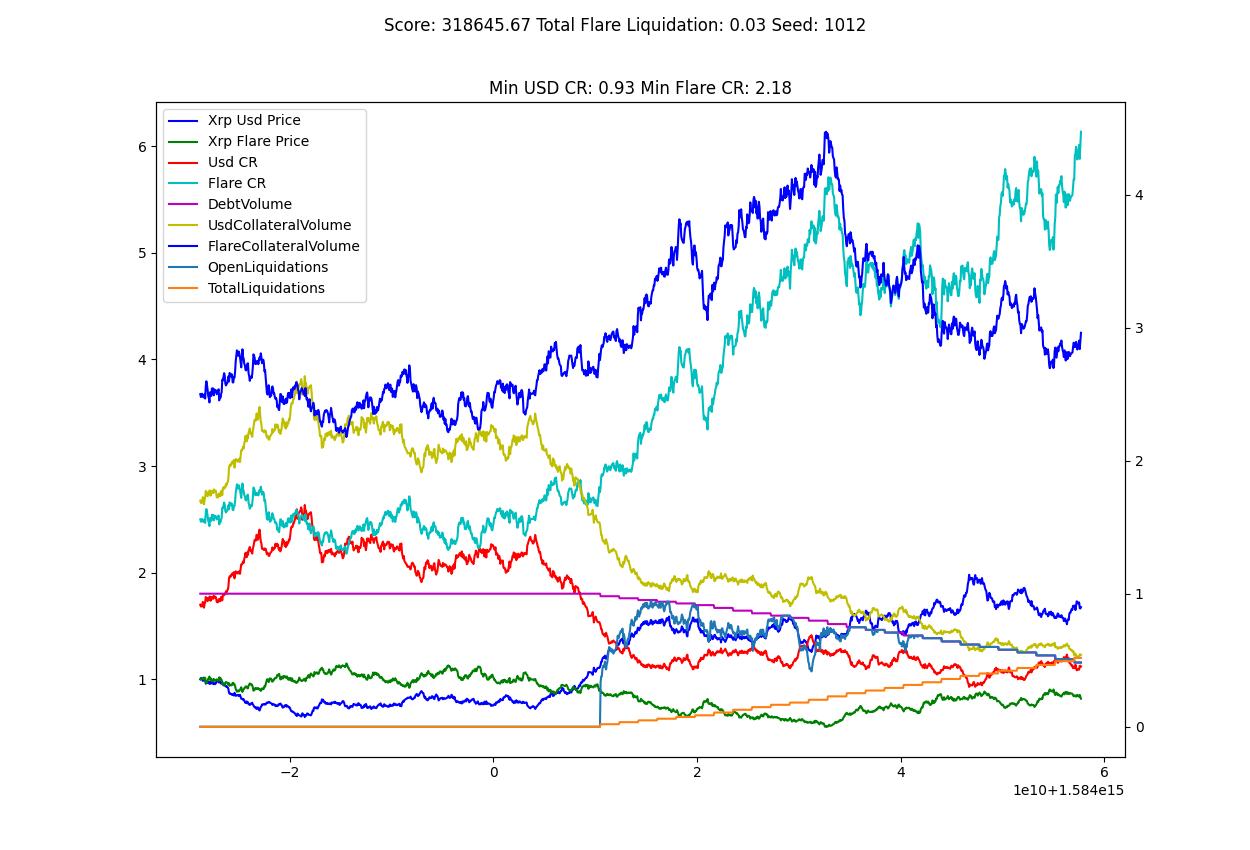 Score: 318645.67 Total Flare Liquidation: 0.03 Seed: 1012
Min USD CR: 0.93 Min Flare CR: 2.18
Xrp Usd Price
Xrp Flare Price
Usd CR
Flare CR
DebtVolume
UsdCollateralVolume
FlareCollateralVolume
OpenLiquidations
TotalLiquidations
6
5
4
3
2
1
4
3
2
1
0
−2
0
2
4
6
1e10+1.584e15